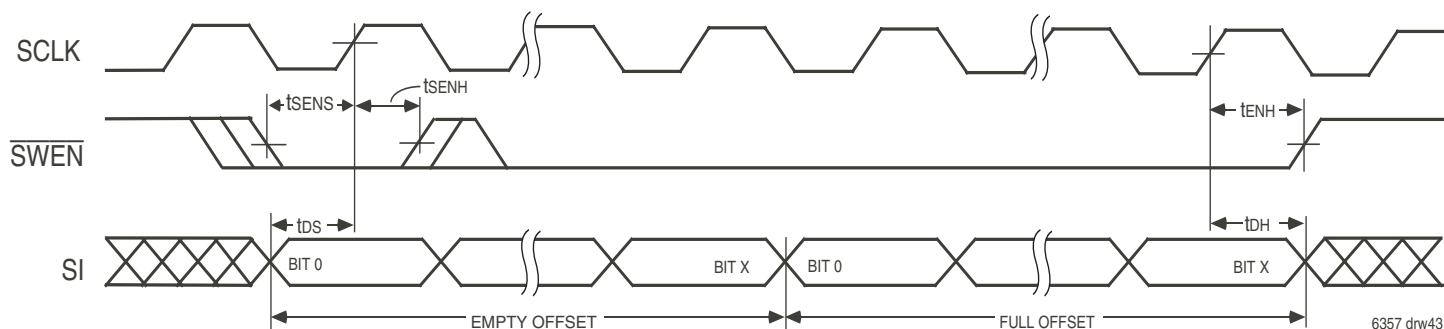 SCLK
tSENS
tSENH
tENH
SWEN
tDS
tDH
SI
BIT 0
BIT X
BIT 0
BIT X
EMPTY OFFSET
FULL OFFSET
6357 drw43